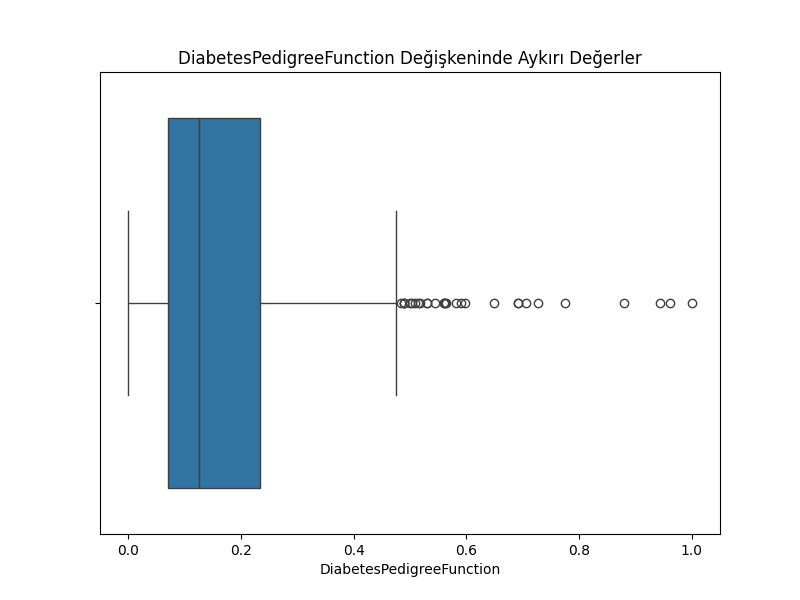 DiabetesPedigreeFunction Değişkeninde Aykırı Değerler
0.0 0.2 0.4 0.6 0.8 1.0
DiabetesPedigreeFunction